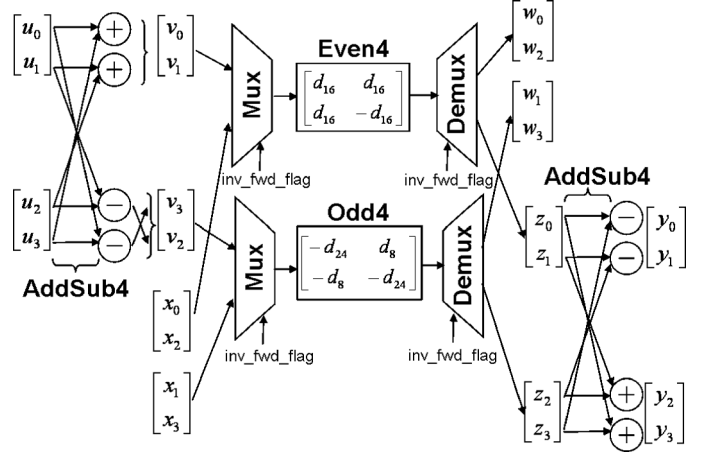 u₀
u₁
+
+
v₀
v₁
Mux
Even4
d₁₆ d₁₆
d₁₆ −d₁₆
Demux
w₀
w₂
inv_fwd_flag
inv_fwd_flag
w₁
w₃
u₂
u₃
−
−
v₃
v₂
AddSub4
Mux
Odd4
−d₂₄ d₈
−d₈ −d₂₄
Demux
AddSub4
z₀
z₁
−
−
y₀
y₁
x₀
x₂
inv_fwd_flag
inv_fwd_flag
x₁
x₃
z₂
z₃
+
+
y₂
y₃